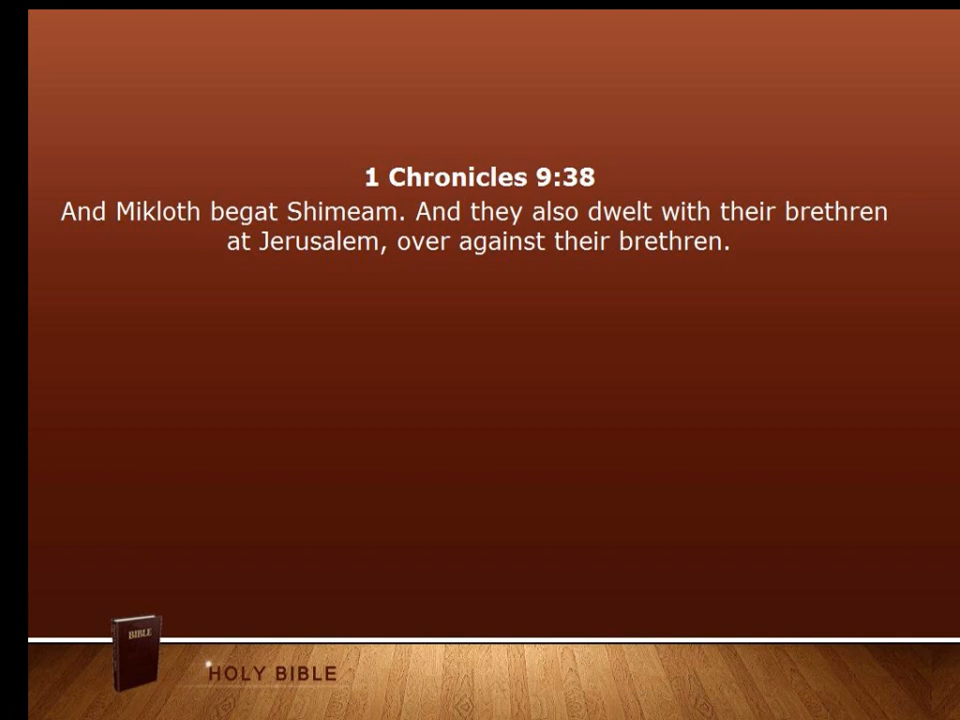 1 Chronicles 9:38
And Mikloth begat Shimeam. And they also dwelt with their brethren
at Jerusalem, over against their brethren.
BIBLE
HOLY BIBLE